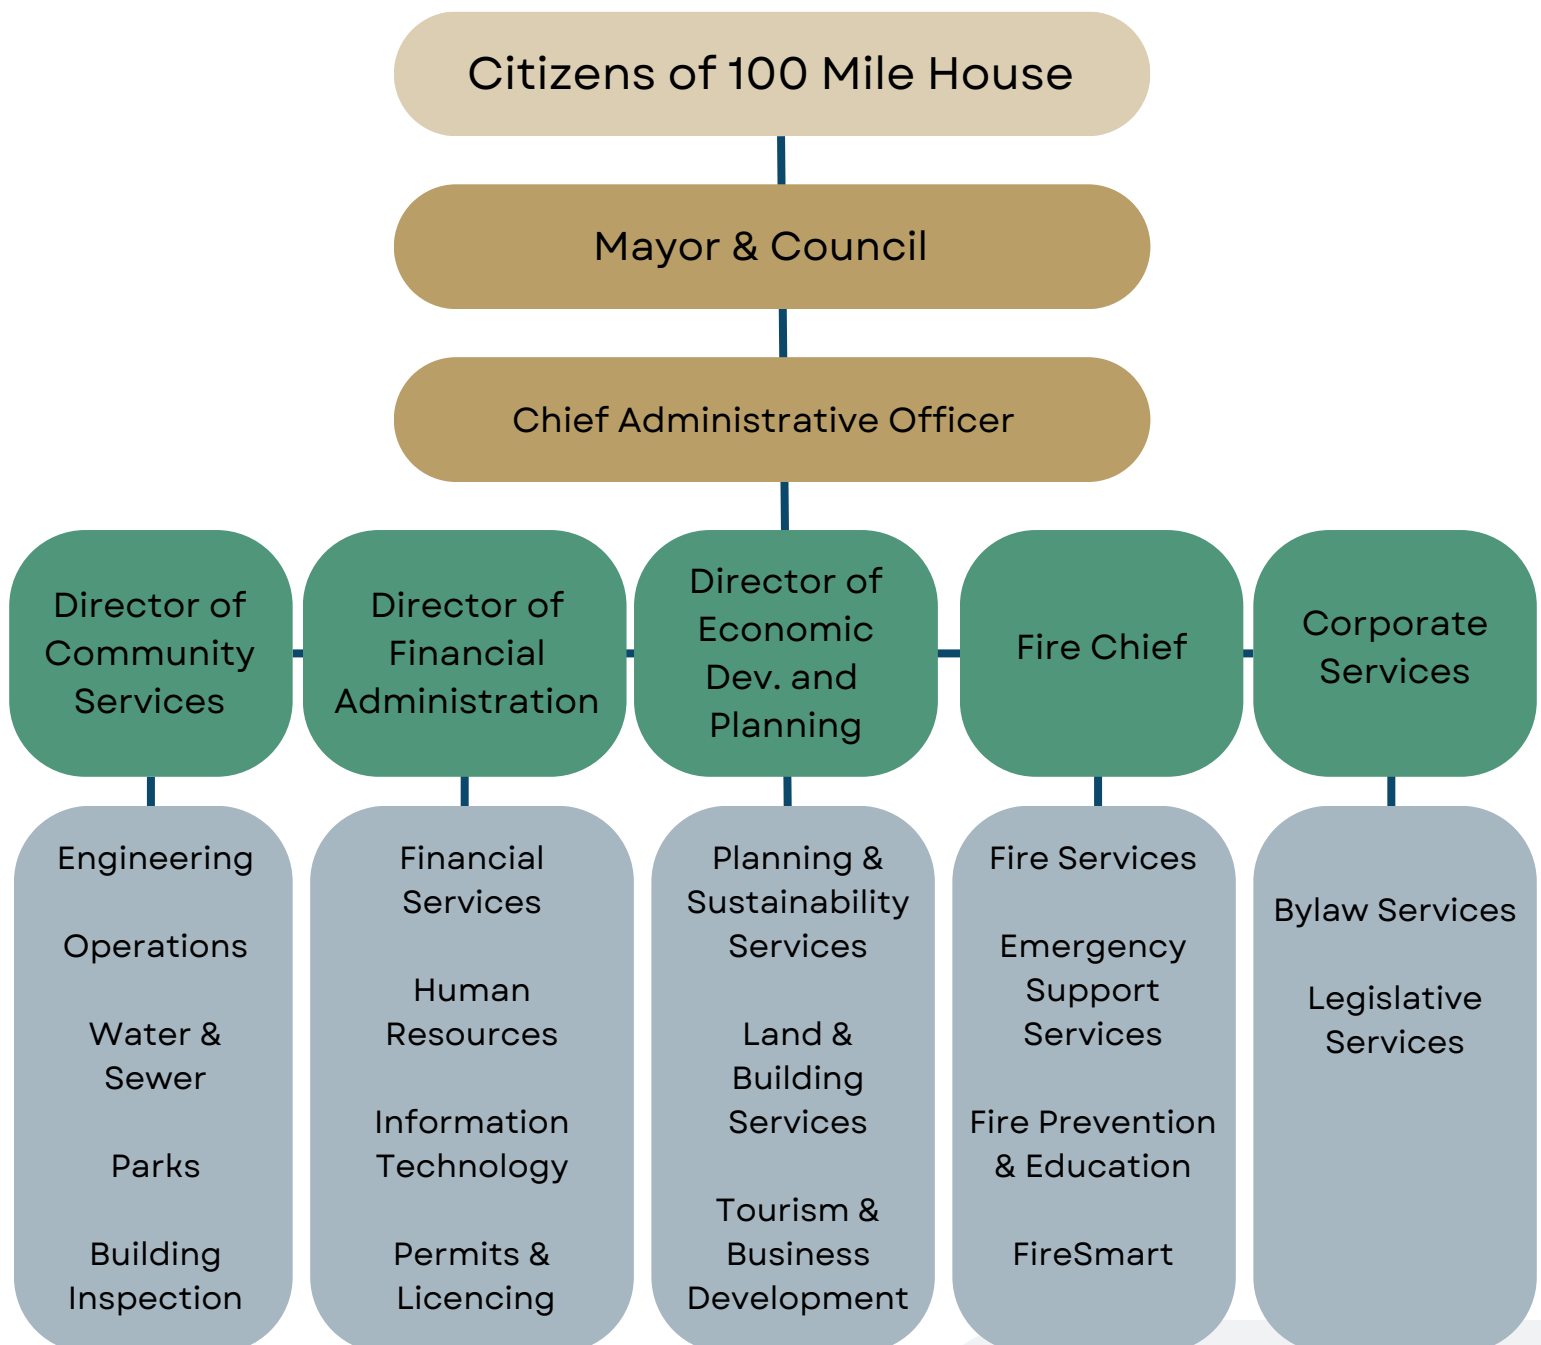 Citizens of 100 Mile House
Mayor & Council
Chief Administrative Officer
Director of
Community
Services
Director of
Financial
Administration
Director of
Economic
Dev. and
Planning
Fire Chief
Corporate
Services
Engineering
Operations
Water &
Sewer
Parks
Building
Inspection
Financial
Services
Human
Resources
Information
Technology
Permits &
Licencing
Planning &
Sustainability
Services
Land &
Building
Services
Tourism &
Business
Development
Fire Services
Emergency
Support
Services
Fire Prevention
& Education
FireSmart
Bylaw Services
Legislative
Services